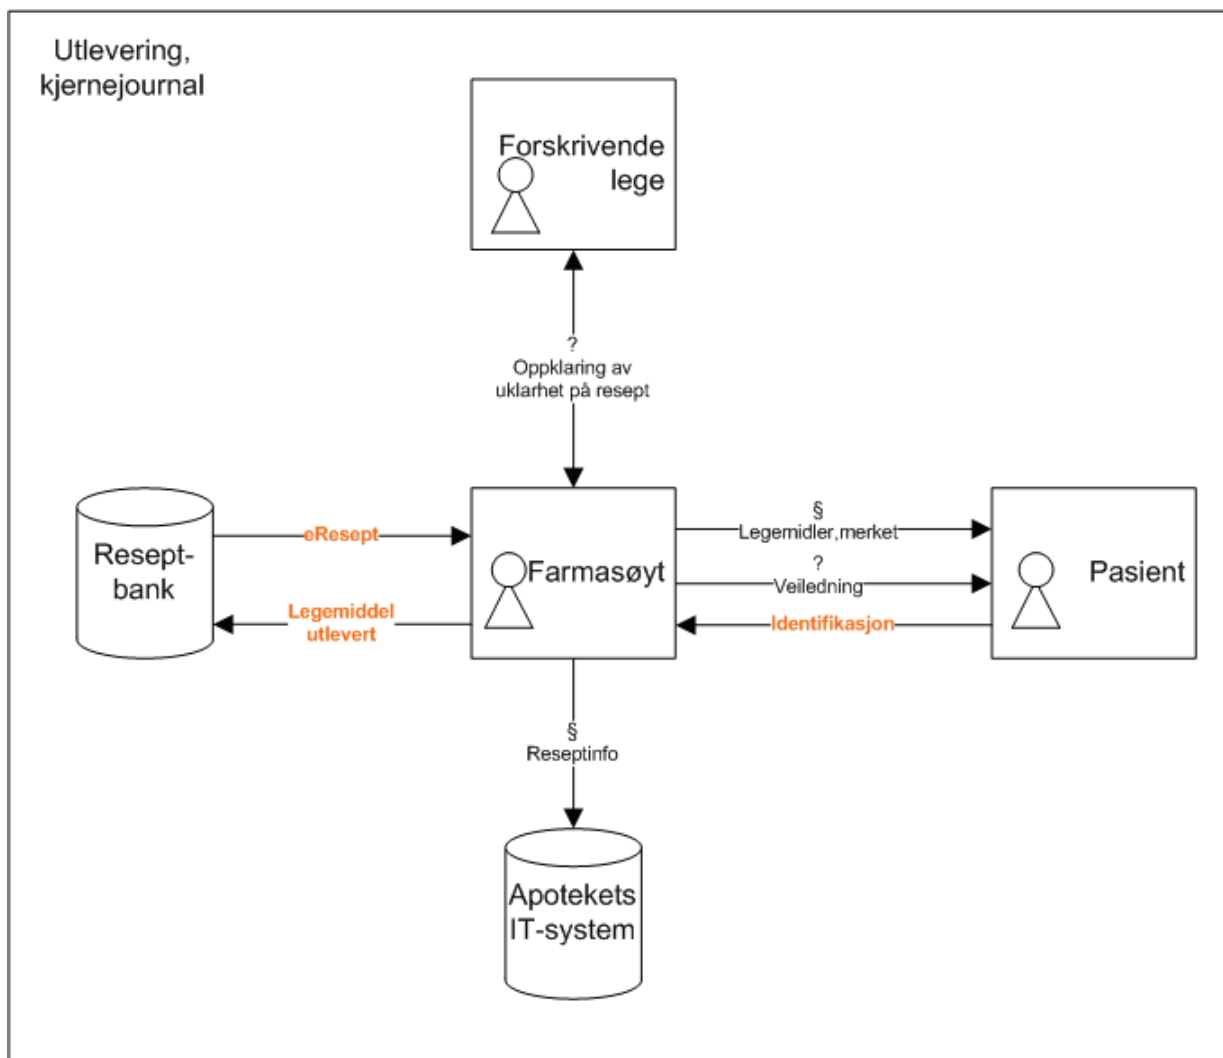 Utlevering,
kjernejournal
Forskrivende
lege
?
Oppklaring av
uklarhet på resept
Resept-
bank
eResept
Legemiddel
utlevert
Farmasøyt
§
Legemidler,merket
?
Veiledning
Identifikasjon
Pasient
§
Reseptinfo
Apotekets
IT-system